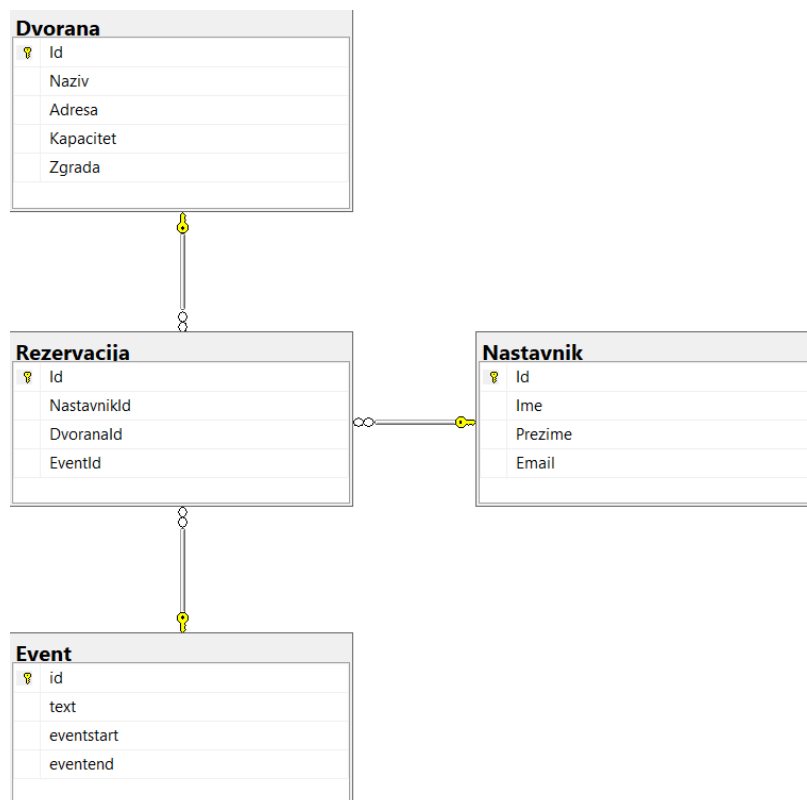 Dvorana
Id
Naziv
Adresa
Kapacitet
Zgrada
Rezervacija
Id
NastavnikId
DvoranaId
EventId
Nastavnik
Id
Ime
Prezime
Email
Event
id
text
eventstart
eventend